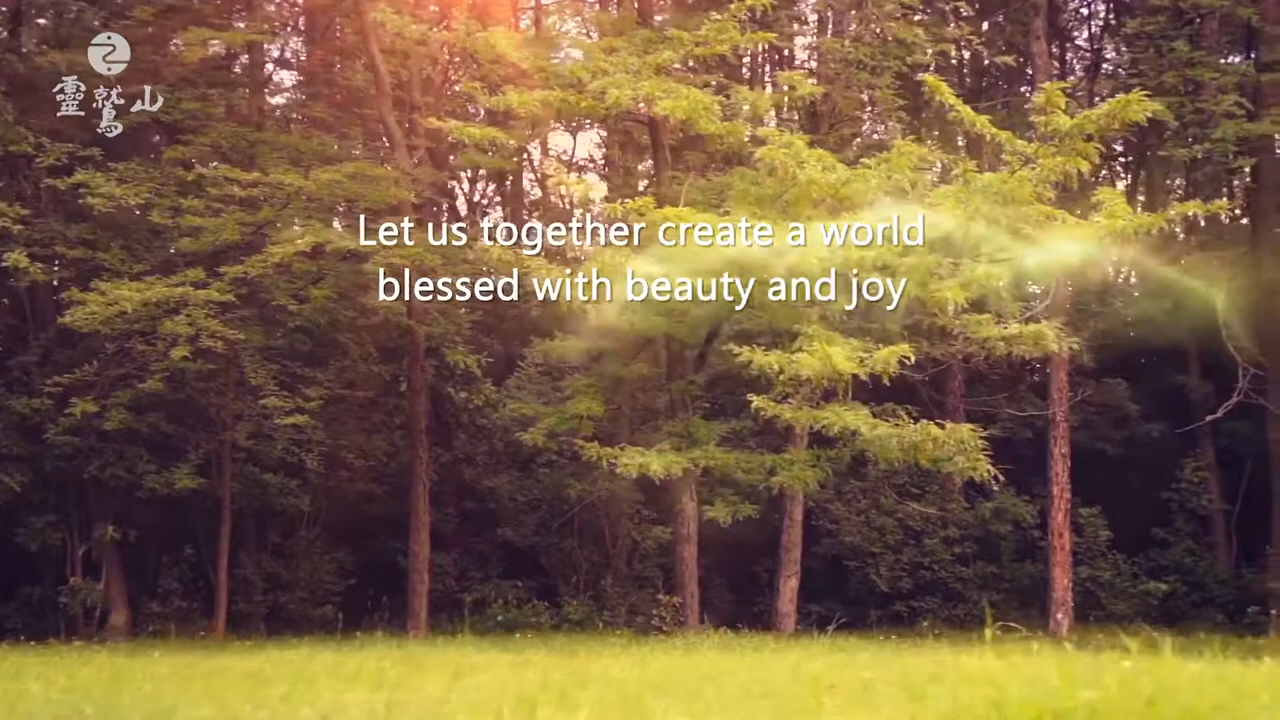 靈鷲山
Let us together create a world
blessed with beauty and joy